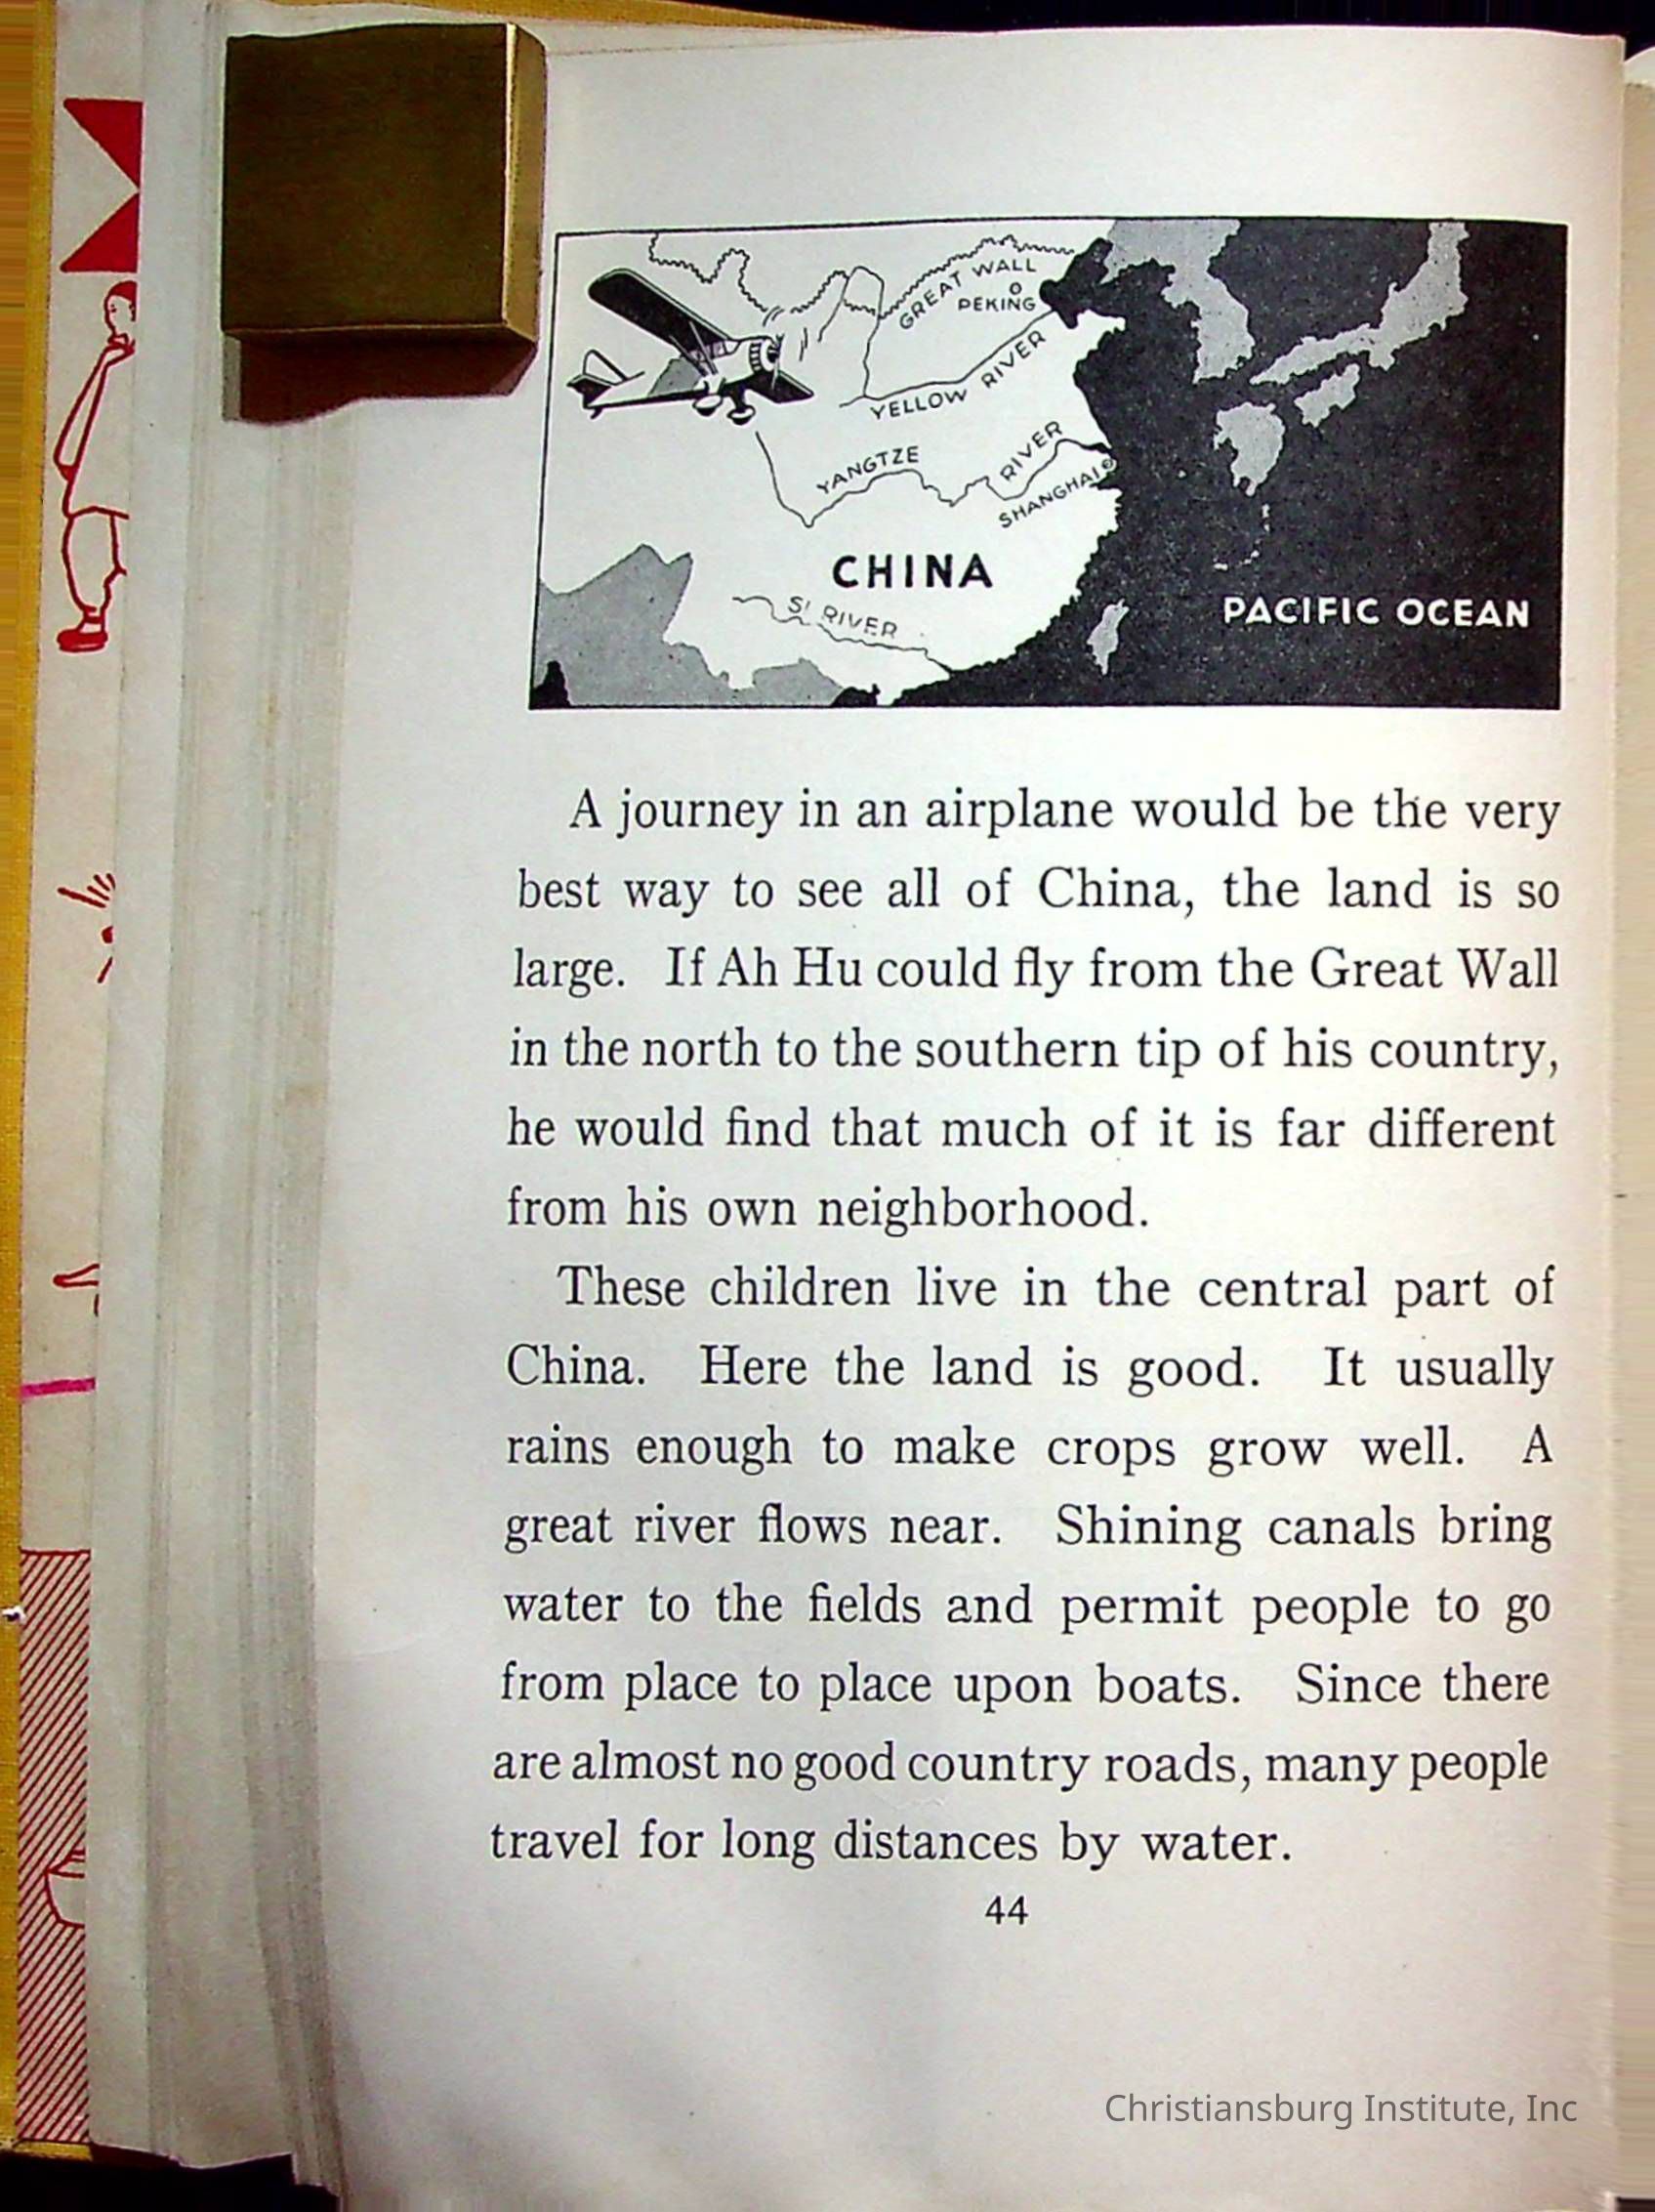 GREAT WALL
PEKING
YELLOW RIVER
YANGTZE RIVER
SHANGHAI
CHINA
SI RIVER
PACIFIC OCEAN
A journey in an airplane would be the very
best way to see all of China, the land is so
large. If Ah Hu could fly from the Great Wall
in the north to the southern tip of his country,
he would find that much of it is far different
from his own neighborhood.
These children live in the central part of
China. Here the land is good. It usually
rains enough to make crops grow well. A
great river flows near. Shining canals bring
water to the fields and permit people to go
from place to place upon boats. Since there
are almost no good country roads, many people
travel for long distances by water.
44
Christiansburg Institute, Inc